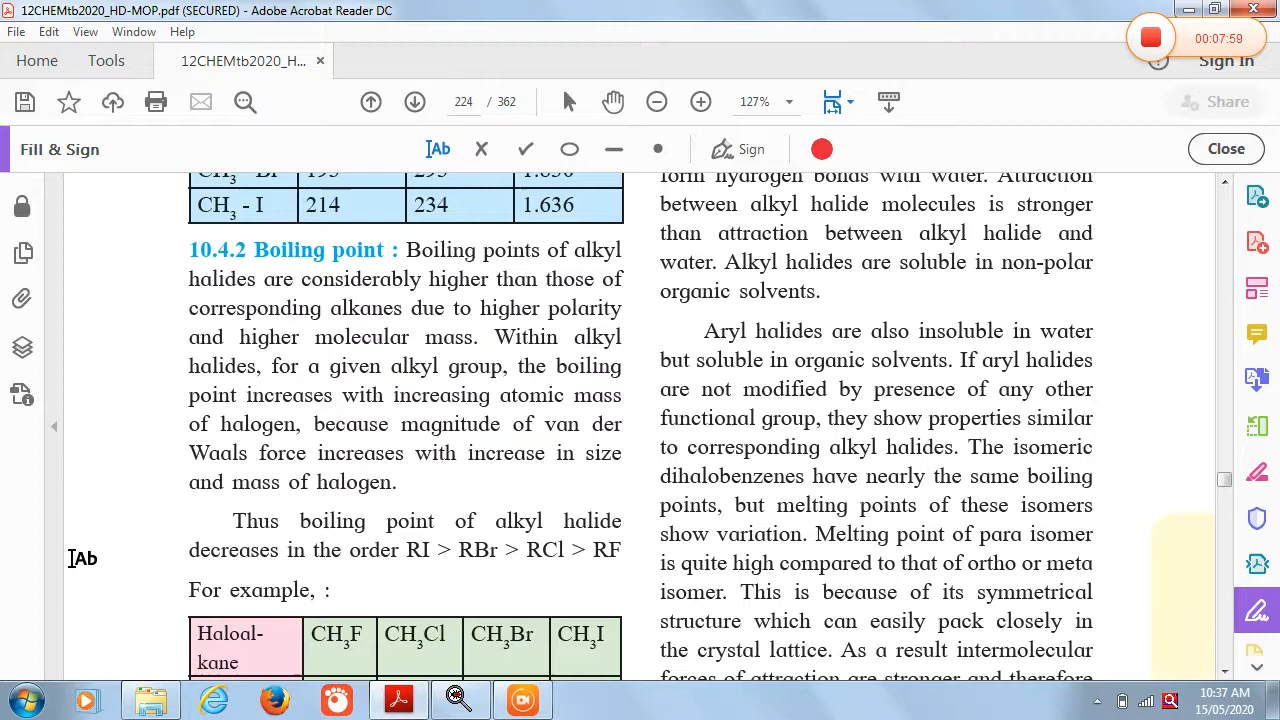 12CHEMtb2020_HD-MOP.pdf (SECURED) - Adobe Acrobat Reader DC
File Edit View Window Help
00:07:59
Home Tools 12CHEMtb2020_H... × Sign In
224 / 362 127% Share
Fill & Sign Ab Sign Close
CH3 - I 214 234 1.636
10.4.2 Boiling point : Boiling points of alkyl
halides are considerably higher than those of
corresponding alkanes due to higher polarity
and higher molecular mass. Within alkyl
halides, for a given alkyl group, the boiling
point increases with increasing atomic mass
of halogen, because magnitude of van der
Waals force increases with increase in size
and mass of halogen.
Thus boiling point of alkyl halide
decreases in the order RI > RBr > RCl > RF
For example, :
Haloal-
kane
CH3F CH3Cl CH3Br CH3I
form hydrogen bonds with water. Attraction
between alkyl halide molecules is stronger
than attraction between alkyl halide and
water. Alkyl halides are soluble in non-polar
organic solvents.
Aryl halides are also insoluble in water
but soluble in organic solvents. If aryl halides
are not modified by presence of any other
functional group, they show properties similar
to corresponding alkyl halides. The isomeric
dihalobenzenes have nearly the same boiling
points, but melting points of these isomers
show variation. Melting point of para isomer
is quite high compared to that of ortho or meta
isomer. This is because of its symmetrical
structure which can easily pack closely in
the crystal lattice. As a result intermolecular
forces of attraction are stronger and therefore
Ab
10:37 AM
15/05/2020